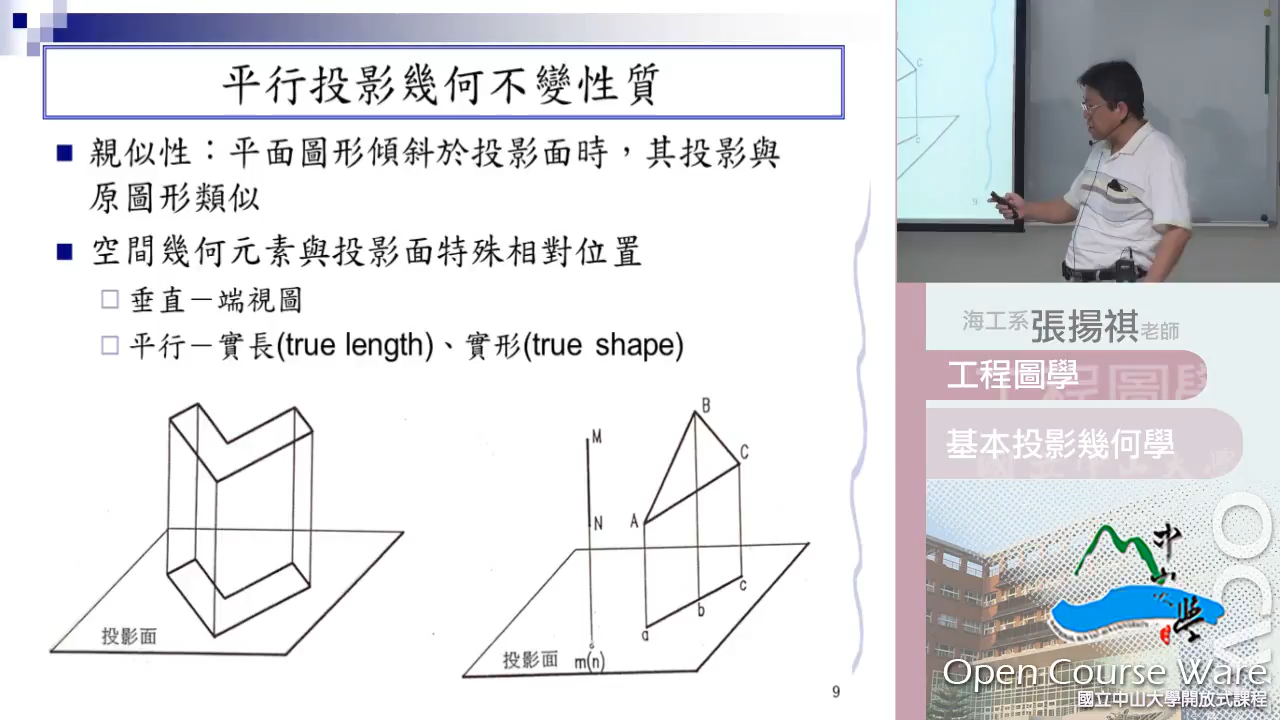 平行投影幾何不變性質
親似性：平面圖形傾斜於投影面時，其投影與
原圖形類似
空間幾何元素與投影面特殊相對位置
垂直－端視圖
平行－實長(true length)、實形(true shape)
投影面
M
N
A
B
C
a
b
c
投影面
m(n)
9
海工系 張揚祺 老師
工程圖學
基本投影幾何學
中山大學
OCW
Open Course Ware
國立中山大學開放式課程